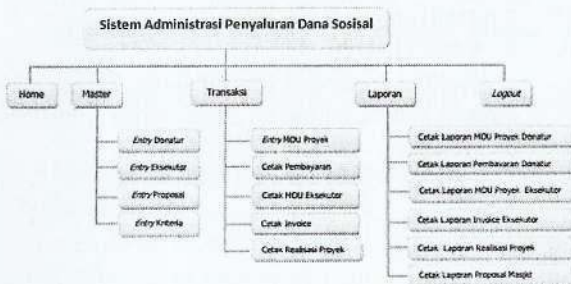 Sistem Administrasi Penyaluran Dana Sosisal
Home
Master
Transaksi
Laporan
Logout
Entry Donatur
Entry Eksekutor
Entry Proposal
Entry Kriteria
Entry MOU Proyek
Cetak Pembayaran
Cetak MOU Eksekutor
Cetak Invoice
Cetak Realisasi Proyek
Cetak Laporan MOU Proyek Donatur
Cetak Laporan Pembayaran Donatur
Cetak Laporan MOU Proyek Eksekutor
Cetak Laporan Invoice Eksekutor
Cetak Laporan Realisasi Proyek
Cetak Laporan Proposal Masjid